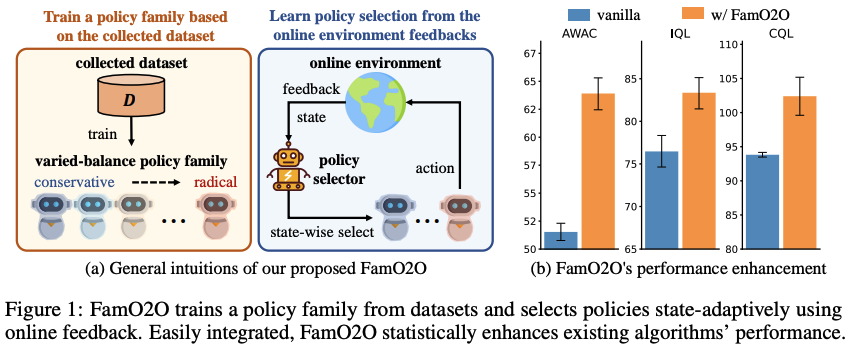 Train a policy family based
on the collected dataset
collected dataset
D
train
varied-balance policy family
conservative
radical
...
Learn policy selection from the
online environment feedbacks
online environment
feedback
state
policy
selector
action
state-wise select
...
(a) General intuitions of our proposed FamO2O
vanilla
w/ FamO2O
AWAC
67
65
62
60
57
55
52
50
IQL
85
80
75
70
65
CQL
110
105
100
95
90
85
80
(b) FamO2O's performance enhancement
Figure 1: FamO2O trains a policy family from datasets and selects policies state-adaptively using
online feedback. Easily integrated, FamO2O statistically enhances existing algorithms’ performance.